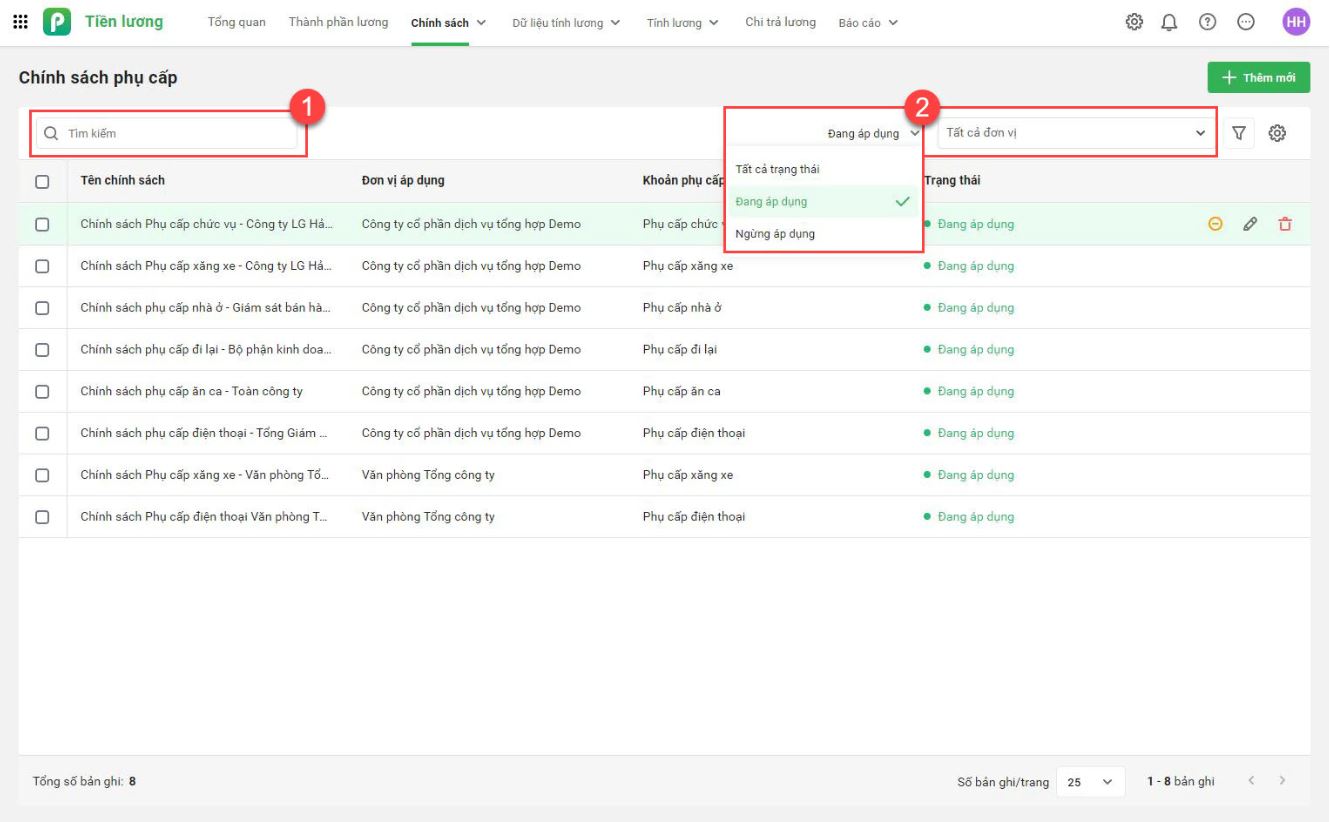 Tiền lương Tổng quan Thành phần lương Chính sách Dữ liệu tính lương Tính lương Chi trả lương Báo cáo HH
Chính sách phụ cấp Thêm mới
1 2
Tìm kiếm Đang áp dụng Tất cả đơn vị
Tất cả trạng thái
Đang áp dụng
Ngừng áp dụng
Tên chính sách Đơn vị áp dụng Khoản phụ cấp Trạng thái
Chính sách Phụ cấp chức vụ - Công ty LG Hả... Công ty cổ phần dịch vụ tổng hợp Demo Phụ cấp chức Đang áp dụng
Chính sách Phụ cấp xăng xe - Công ty LG Hả... Công ty cổ phần dịch vụ tổng hợp Demo Phụ cấp xăng xe Đang áp dụng
Chính sách phụ cấp nhà ở - Giám sát bán hà... Công ty cổ phần dịch vụ tổng hợp Demo Phụ cấp nhà ở Đang áp dụng
Chính sách phụ cấp đi lại - Bộ phận kinh doa... Công ty cổ phần dịch vụ tổng hợp Demo Phụ cấp đi lại Đang áp dụng
Chính sách phụ cấp ăn ca - Toàn công ty Công ty cổ phần dịch vụ tổng hợp Demo Phụ cấp ăn ca Đang áp dụng
Chính sách phụ cấp điện thoại - Tổng Giám ... Công ty cổ phần dịch vụ tổng hợp Demo Phụ cấp điện thoại Đang áp dụng
Chính sách Phụ cấp xăng xe - Văn phòng Tổ... Văn phòng Tổng công ty Phụ cấp xăng xe Đang áp dụng
Chính sách Phụ cấp điện thoại Văn phòng T... Văn phòng Tổng công ty Phụ cấp điện thoại Đang áp dụng
Tổng số bản ghi: 8 Số bản ghi/trang 25 1 - 8 bản ghi